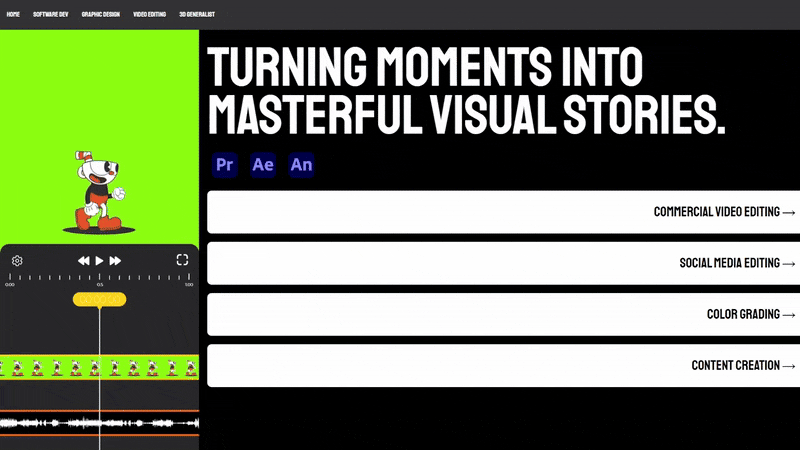 HOME SOFTWARE DEV GRAPHIC DESIGN VIDEO EDITING 3D GENERALIST
TURNING MOMENTS INTO
MASTERFUL VISUAL STORIES.
Pr Ae An
COMMERCIAL VIDEO EDITING →
SOCIAL MEDIA EDITING →
COLOR GRADING →
CONTENT CREATION →
0:00 0:5 1:00